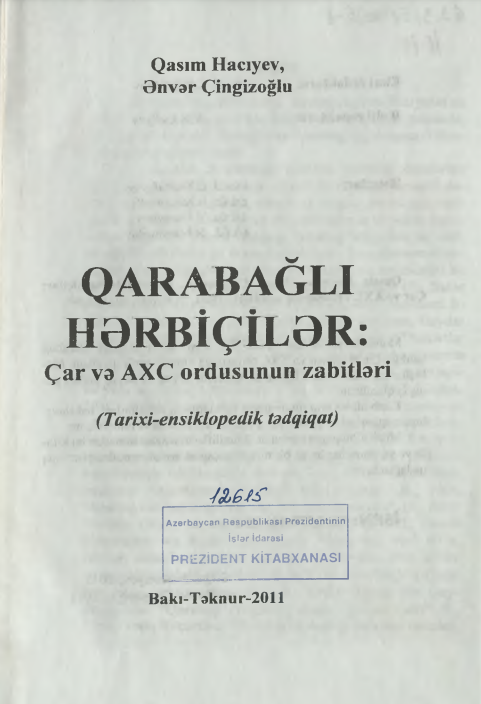 Qasım Hacıyev,
Ənvər Çingizoğlu
QARABAĞLI
HƏRBİÇİLƏR:
Çar və AXC ordusunun zabitləri
(Tarixi-ensiklopedik tədqiqat)
12615
Azərbaycan Respublikası Prezidentinin
İşlər İdarəsi
PREZİDENT KİTABXANASI
Bakı-Təknur-2011